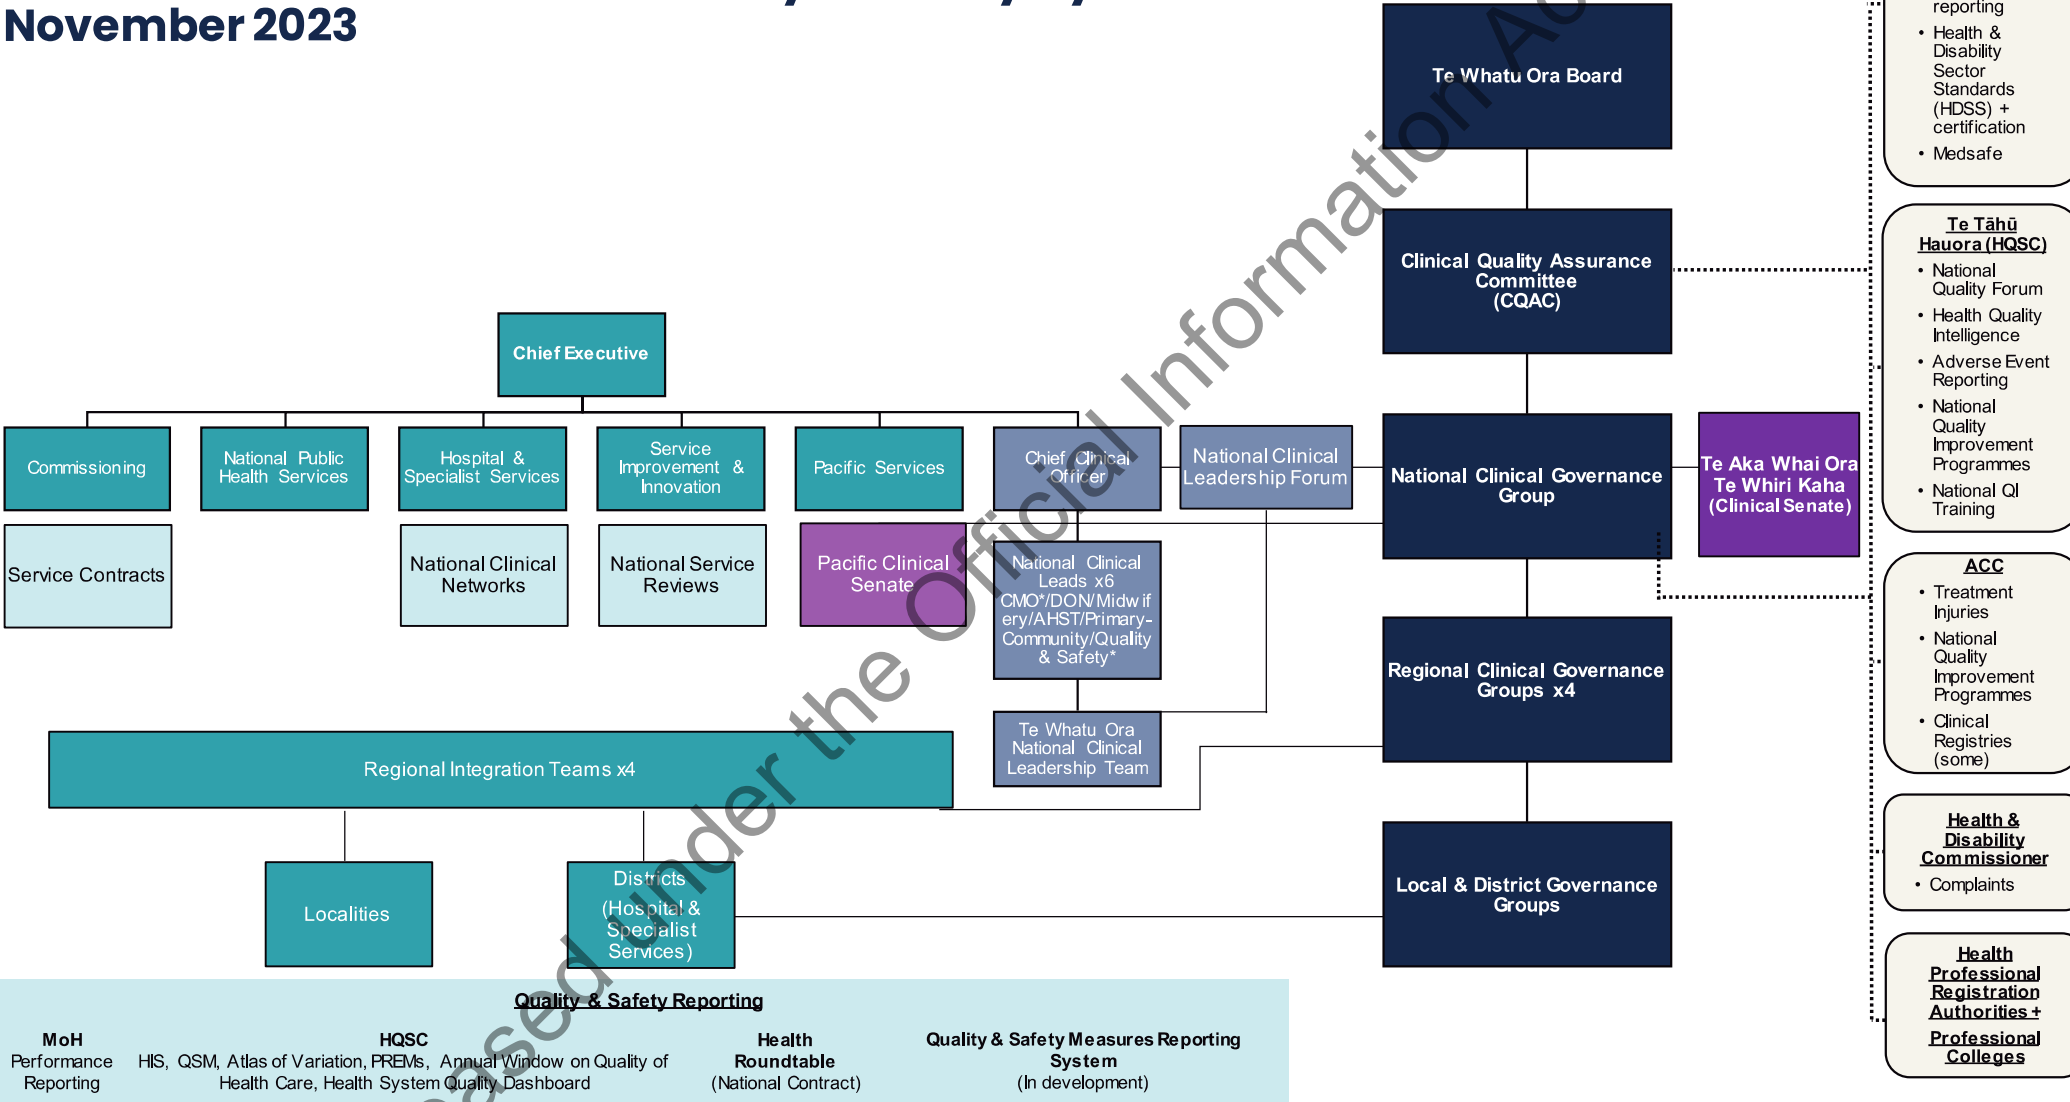 November 2023
Te Whatu Ora Board
reporting
• Health &
Disability
Sector
Standards
(HDSS) +
certification
• Medsafe
Clinical Quality Assurance
Committee
(CQAC)
Te Tāhū
Hauora (HQSC)
• National
Quality Forum
• Health Quality
Intelligence
• Adverse Event
Reporting
• National
Quality
Improvement
Programmes
• National QI
Training
Chief Executive
Commissioning
National Public
Health Services
Hospital &
Specialist Services
Service
Improvement &
Innovation
Pacific Services
Chief Clinical
Officer
National Clinical
Leadership Forum
National Clinical Governance
Group
Te Aka Whai Ora
Te Whiri Kaha
(Clinical Senate)
Service Contracts
National Clinical
Networks
National Service
Reviews
Pacific Clinical
Senate
National Clinical
Leads x6
CMO*/DON/Midwif
ery/AHST/Primary-
Community/Quality
& Safety*
ACC
• Treatment
Injuries
• National
Quality
Improvement
Programmes
• Clinical
Registries
(some)
Regional Clinical Governance
Groups x4
Te Whatu Ora
National Clinical
Leadership Team
Regional Integration Teams x4
Localities
Districts
(Hospital &
Specialist
Services)
Local & District Governance
Groups
Health &
Disability
Commissioner
• Complaints
Health
Professional
Registration
Authorities +
Professional
Colleges
Quality & Safety Reporting
MoH
Performance
Reporting
HQSC
HIS, QSM, Atlas of Variation, PREMs, Annual Window on Quality of
Health Care, Health System Quality Dashboard
Health
Roundtable
(National Contract)
Quality & Safety Measures Reporting
System
(In development)
under the Official Information